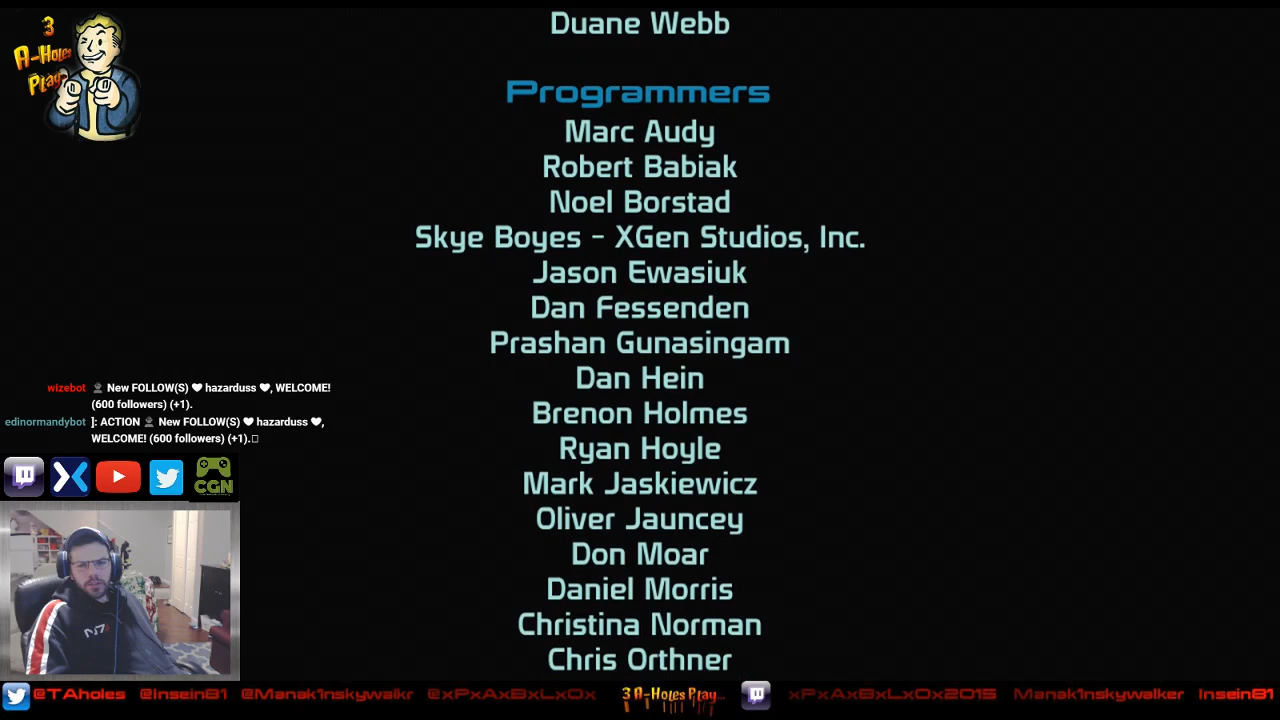 3
A-Holes
Play...
Duane Webb
Programmers
Marc Audy
Robert Babiak
Noel Borstad
Skye Boyes - XGen Studios, Inc.
Jason Ewasiuk
Dan Fessenden
Prashan Gunasingam
Dan Hein
Brenon Holmes
Ryan Hoyle
Mark Jaskiewicz
Oliver Jauncey
Don Moar
Daniel Morris
Christina Norman
Chris Orthner
wizebot New FOLLOW(S) ❤ hazarduss ❤, WELCOME!
(600 followers) (+1).
edinormandybot ]: ACTION New FOLLOW(S) ❤ hazarduss ❤,
WELCOME! (600 followers) (+1).□
CGN
N7
@TAholes @Insein81 @Manak1nskywalkr @xPxAxBxLxOx 3 A-Holes Play... xPxAxBxLxOx2015 Manak1nskywalker Insein81